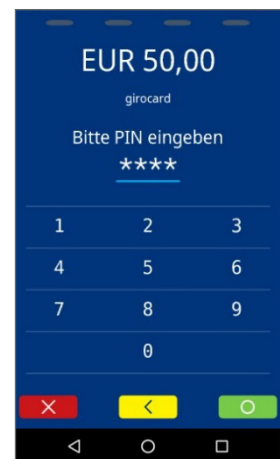 EUR 50,00
girocard
Bitte PIN eingeben
****
1 2 3
4 5 6
7 8 9
0